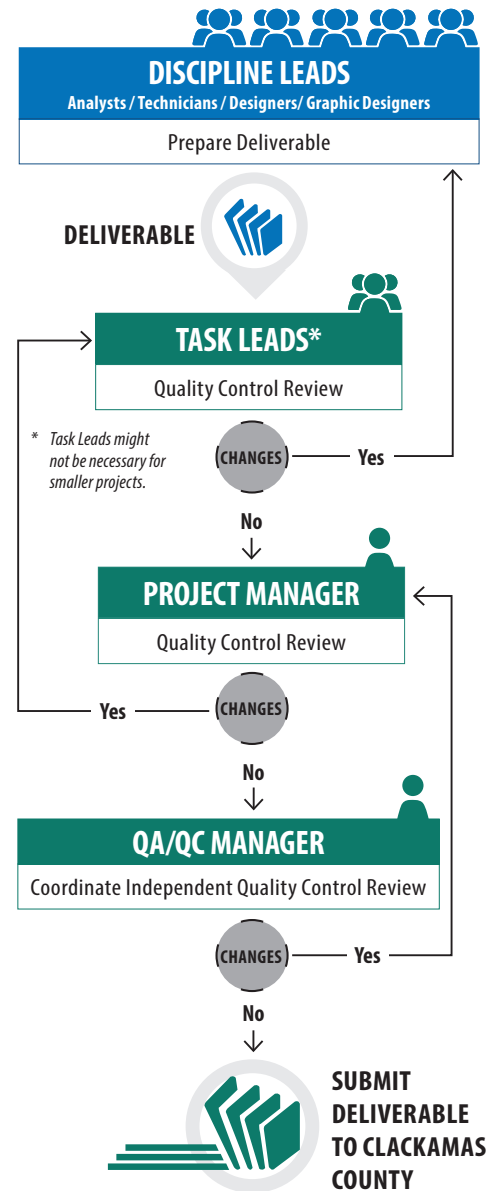 DISCIPLINE LEADS
Analysts / Technicians / Designers/ Graphic Designers
Prepare Deliverable
DELIVERABLE
TASK LEADS*
Quality Control Review
* Task Leads might
not be necessary for
smaller projects.
CHANGES
Yes
No
PROJECT MANAGER
Quality Control Review
Yes
CHANGES
No
QA/QC MANAGER
Coordinate Independent Quality Control Review
CHANGES
Yes
No
SUBMIT
DELIVERABLE
TO CLACKAMAS
COUNTY